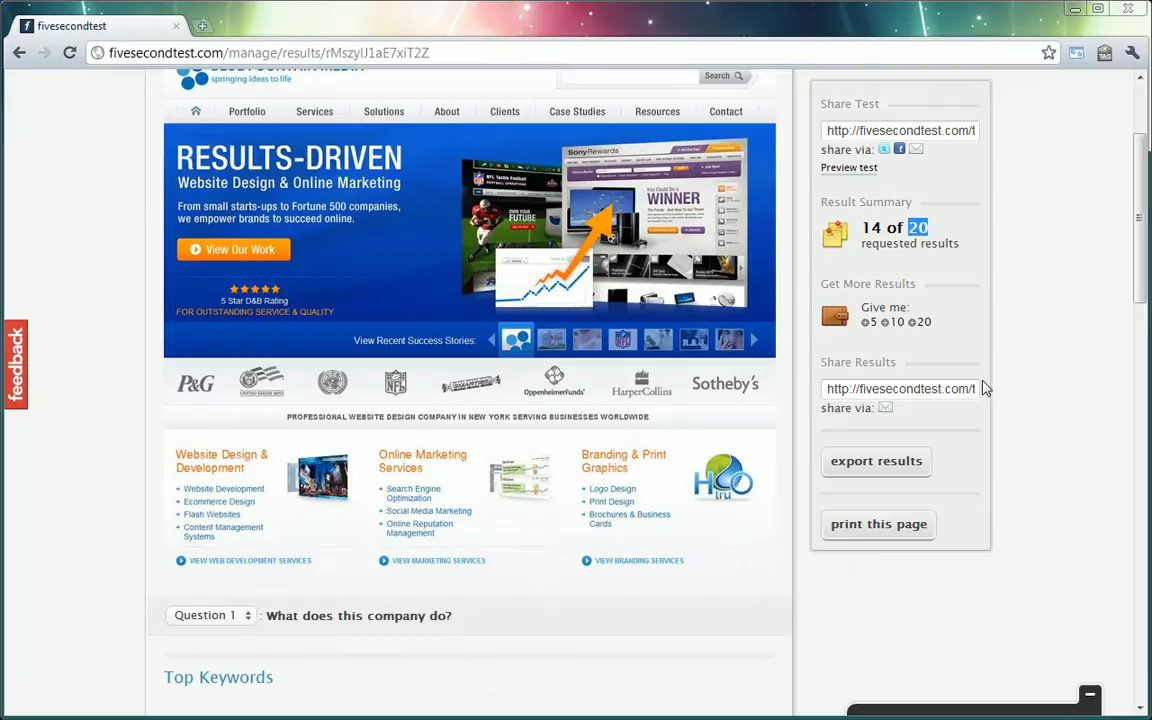 fivesecondtest
fivesecondtest.com/manage/results/rMszylJ1aE7xiT2Z
springing ideas to life
Search
Portfolio
Services
Solutions
About
Clients
Case Studies
Resources
Contact
RESULTS-DRIVEN
Website Design & Online Marketing
From small starts-ups to Fortune 500 companies,
we empower brands to succeed online.
View Our Work
5 Star D&B Rating
FOR OUTSTANDING SERVICE & QUALITY
SonyRewards
WINNER
View Recent Success Stories:
P&G
NFL
SMARTFORCE
OppenheimerFunds
HarperCollins
Sotheby's
PROFESSIONAL WEBSITE DESIGN COMPANY IN NEW YORK SERVING BUSINESSES WORLDWIDE
Website Design &
Development
Website Development
Ecommerce Design
Flash Websites
Content Management
Systems
VIEW WEB DEVELOPMENT SERVICES
Online Marketing
Services
Search Engine
Optimization
Social Media Marketing
Online Reputation
Management
VIEW MARKETING SERVICES
Branding & Print
Graphics
Logo Design
Print Design
Brochures & Business
Cards
H2O
tru
VIEW BRANDING SERVICES
Question 1 : What does this company do?
Top Keywords
feedback
Share Test
http://fivesecondtest.com/t
share via:
Preview test
Result Summary
14 of 20
requested results
Get More Results
Give me:
5 10 20
Share Results
http://fivesecondtest.com/t
share via:
export results
print this page